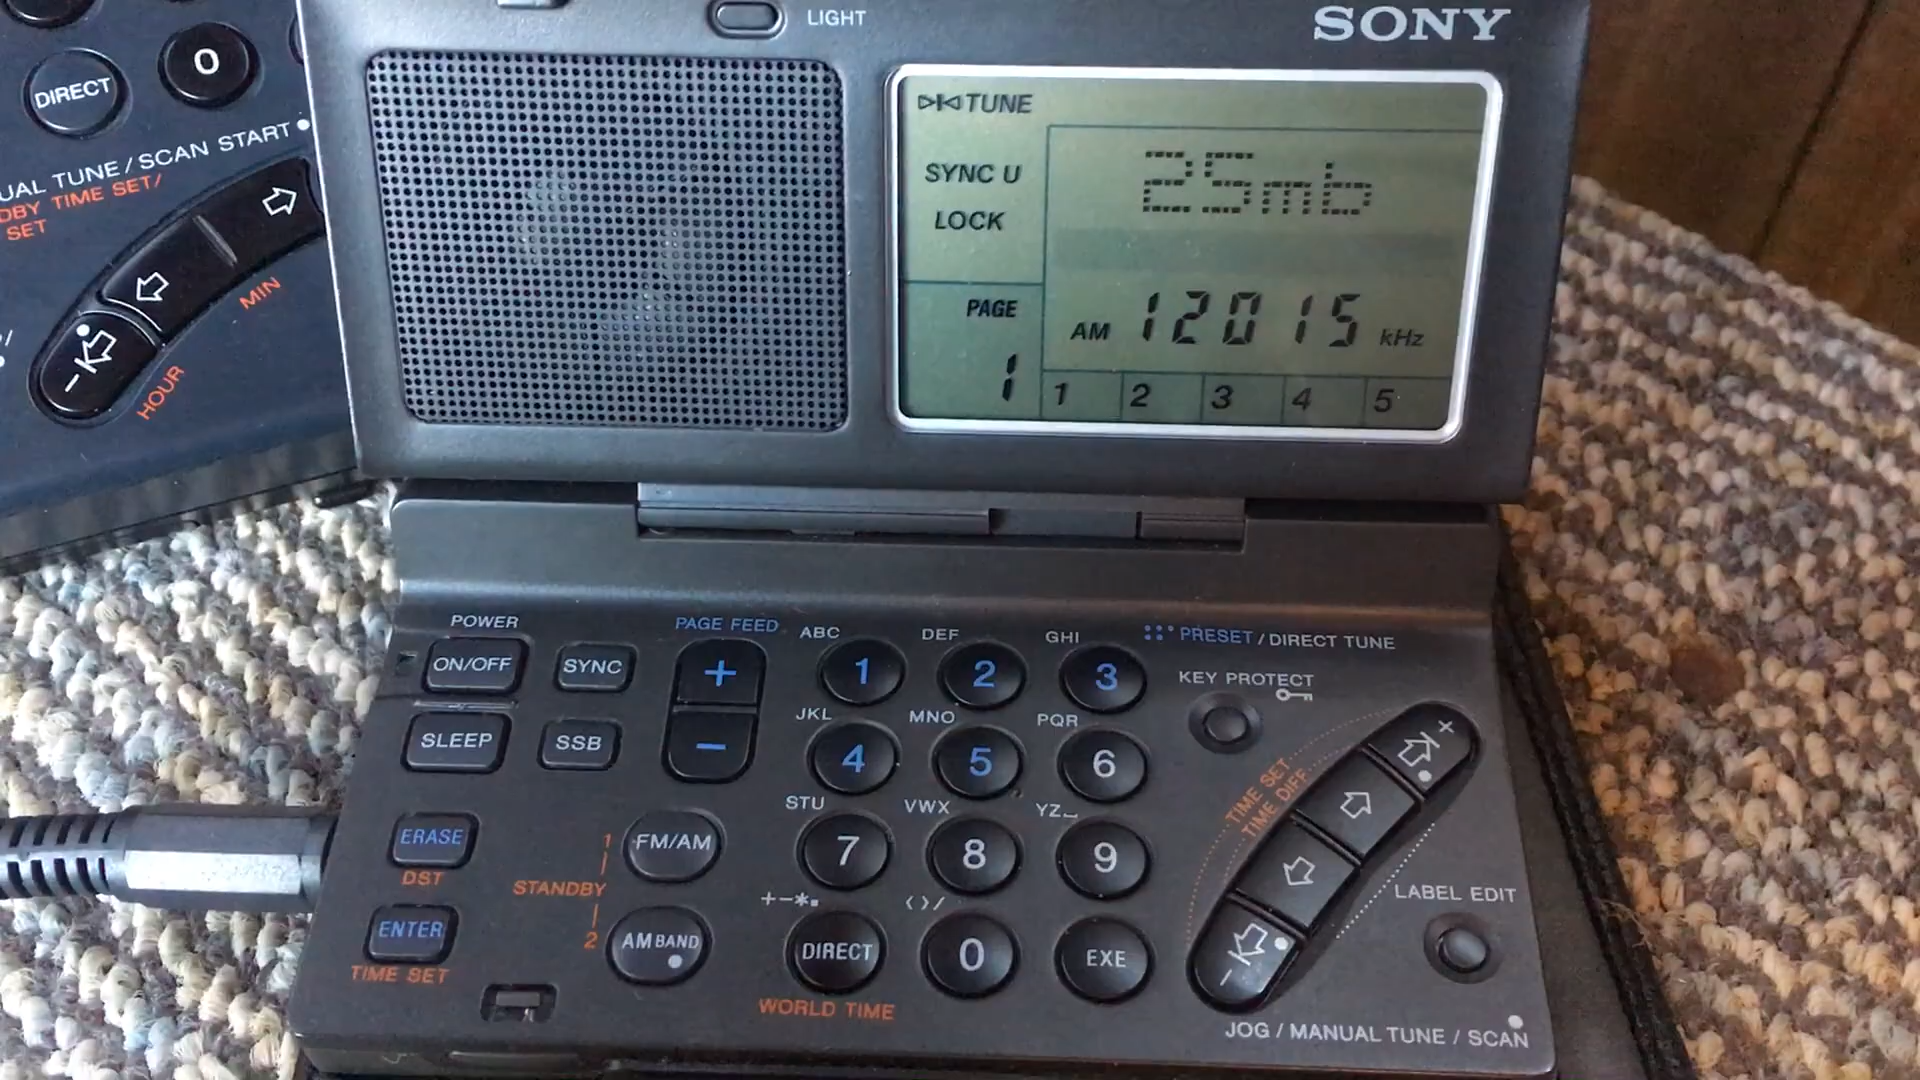 LIGHT
SONY
0
DIRECT
UAL TUNE / SCAN START
DBY TIME SET/
SET
MIN
HOUR
TUNE
SYNC U
LOCK
25mb
PAGE
1
AM 12015 kHz
1 2 3 4 5
POWER
ON/OFF
SYNC
SLEEP
SSB
PAGE FEED
+
−
ABC
1
DEF
2
GHI
3
PRESET / DIRECT TUNE
KEY PROTECT
JKL
4
MNO
5
PQR
6
STU
7
VWX
8
YZ
9
+−*.
DIRECT
WORLD TIME
< > /
0
EXE
ERASE
DST
ENTER
TIME SET
1
STANDBY
2
FM/AM
AM BAND
TIME SET
TIME DIFF
+
−
LABEL EDIT
JOG / MANUAL TUNE / SCAN